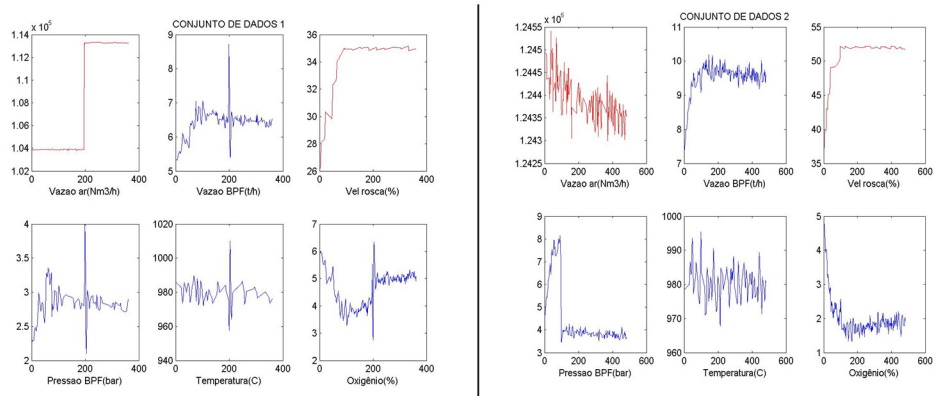 CONJUNTO DE DADOS 1
x 10^5
1.14
1.12
1.1
1.08
1.06
1.04
1.02
0 200 400
Vazao ar(Nm3/h)
9
8
7
6
5
0 200 400
Vazao BPF(t/h)
36
34
32
30
28
26
0 200 400
Vel rosca(%)
4
3.5
3
2.5
2
0 200 400
Pressao BPF(bar)
1020
1000
980
960
940
0 200 400
Temperatura(C)
7
6
5
4
3
2
0 200 400
Oxigênio(%)
CONJUNTO DE DADOS 2
x 10^5
1.2455
1.245
1.2445
1.244
1.2435
1.243
1.2425
0 200 400 600
Vazao ar(Nm3/h)
11
10
9
8
7
0 200 400 600
Vazao BPF(t/h)
55
50
45
40
35
0 200 400 600
Vel rosca(%)
9
8
7
6
5
4
3
0 200 400 600
Pressao BPF(bar)
1000
990
980
970
960
0 200 400 600
Temperatura(C)
5
4
3
2
1
0 200 400 600
Oxigênio(%)